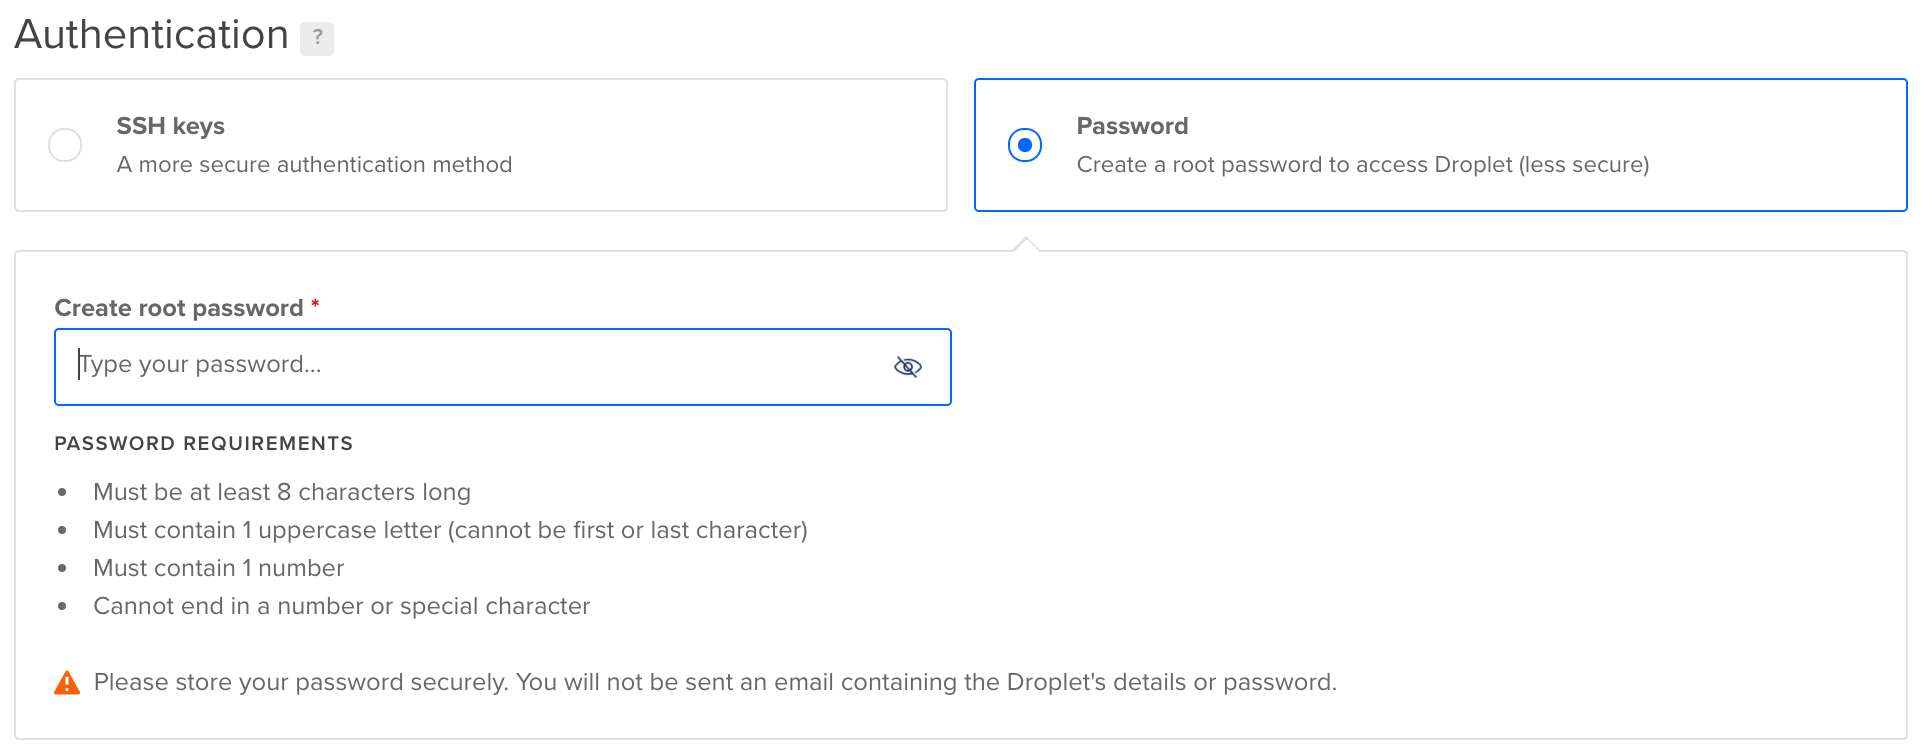 Authentication ?
SSH keys
A more secure authentication method
Password
Create a root password to access Droplet (less secure)
Create root password *
Type your password...
PASSWORD REQUIREMENTS
• Must be at least 8 characters long
• Must contain 1 uppercase letter (cannot be first or last character)
• Must contain 1 number
• Cannot end in a number or special character
Please store your password securely. You will not be sent an email containing the Droplet's details or password.